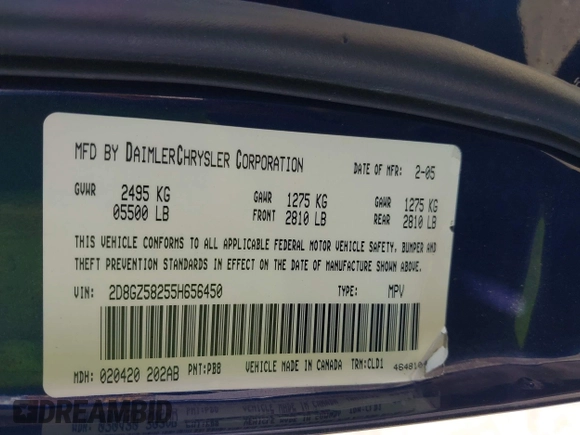 MFD BY DAIMLERCHRYSLER CORPORATION DATE OF MFR: 2-05
GVWR 2495 KG GAWR 1275 KG GAWR 1275 KG
05500 LB FRONT 2810 LB REAR 2810 LB
THIS VEHICLE CONFORMS TO ALL APPLICABLE FEDERAL MOTOR VEHICLE SAFETY, BUMPER AND
THEFT PREVENTION STANDARDS IN EFFECT ON THE DATE OF MANUFACTURE SHOWN ABOVE.
VIN: 2D8GZ58255H656450 TYPE: MPV
MDH: 020420 202AB PNT:PB8 VEHICLE MADE IN CANADA TRM:CLD1
DREAMBID